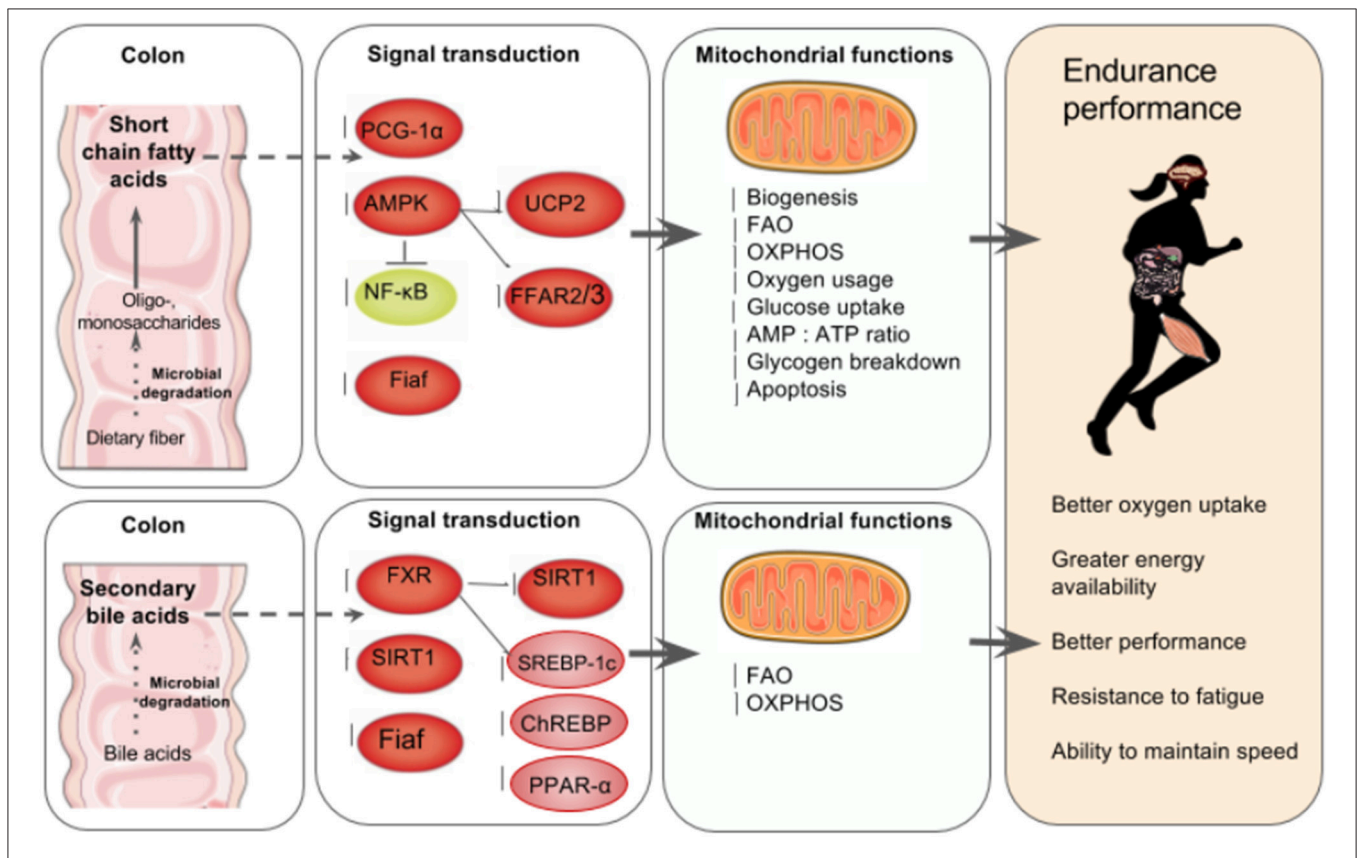 Colon
Short
chain fatty
acids
Oligo-,
monosaccharides
Microbial
degradation
Dietary fiber
Signal transduction
PCG-1α
AMPK
UCP2
NF-κB
FFAR2/3
Fiaf
Mitochondrial functions
Biogenesis
FAO
OXPHOS
Oxygen usage
Glucose uptake
AMP : ATP ratio
Glycogen breakdown
Apoptosis
Colon
Secondary
bile acids
Microbial
degradation
Bile acids
Signal transduction
FXR
SIRT1
SIRT1
SREBP-1c
Fiaf
ChREBP
PPAR-α
Mitochondrial functions
FAO
OXPHOS
Endurance
performance
Better oxygen uptake
Greater energy
availability
Better performance
Resistance to fatigue
Ability to maintain speed